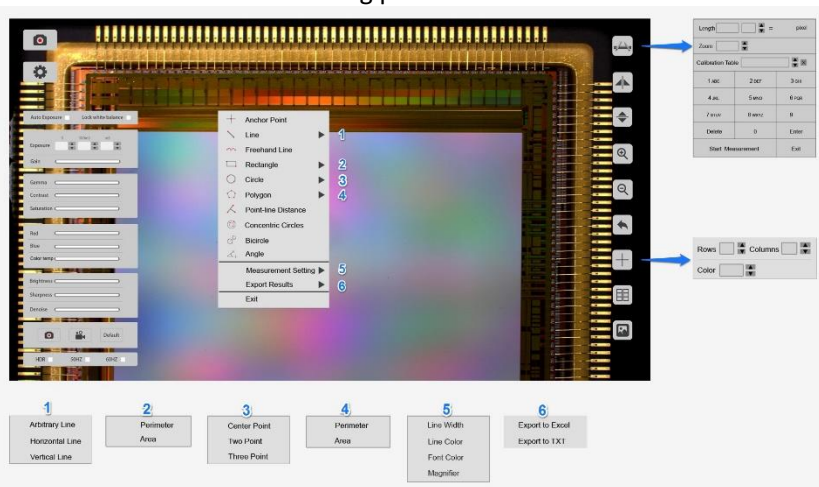 Auto Exposure Lock white balance
Exposure
Gain
Gamma
Contrast
Saturation
Red
Blue
Color temp
Brightness
Sharpness
Denoise
Default
HDR 50HZ 60HZ
Anchor Point
Line 1
Freehand Line
Rectangle 2
Circle 3
Polygon 4
Point-line Distance
Concentric Circles
Bicircle
Angle
Measurement Setting 5
Export Results 6
Exit
Length = pixel
Zoom
Calibration Table
1 ABC 2 DEF 3 GHI
4 JKL 5 MNO 6 PQR
Delete 0 Enter
Start Measurement Exit
Rows Columns
Color
1
Arbitrary Line
Horizontal Line
Vertical Line
2
Perimeter
Area
3
Center Point
Two Point
Three Point
4
Perimeter
Area
5
Line Width
Line Color
Font Color
Magnifier
6
Export to Excel
Export to TXT